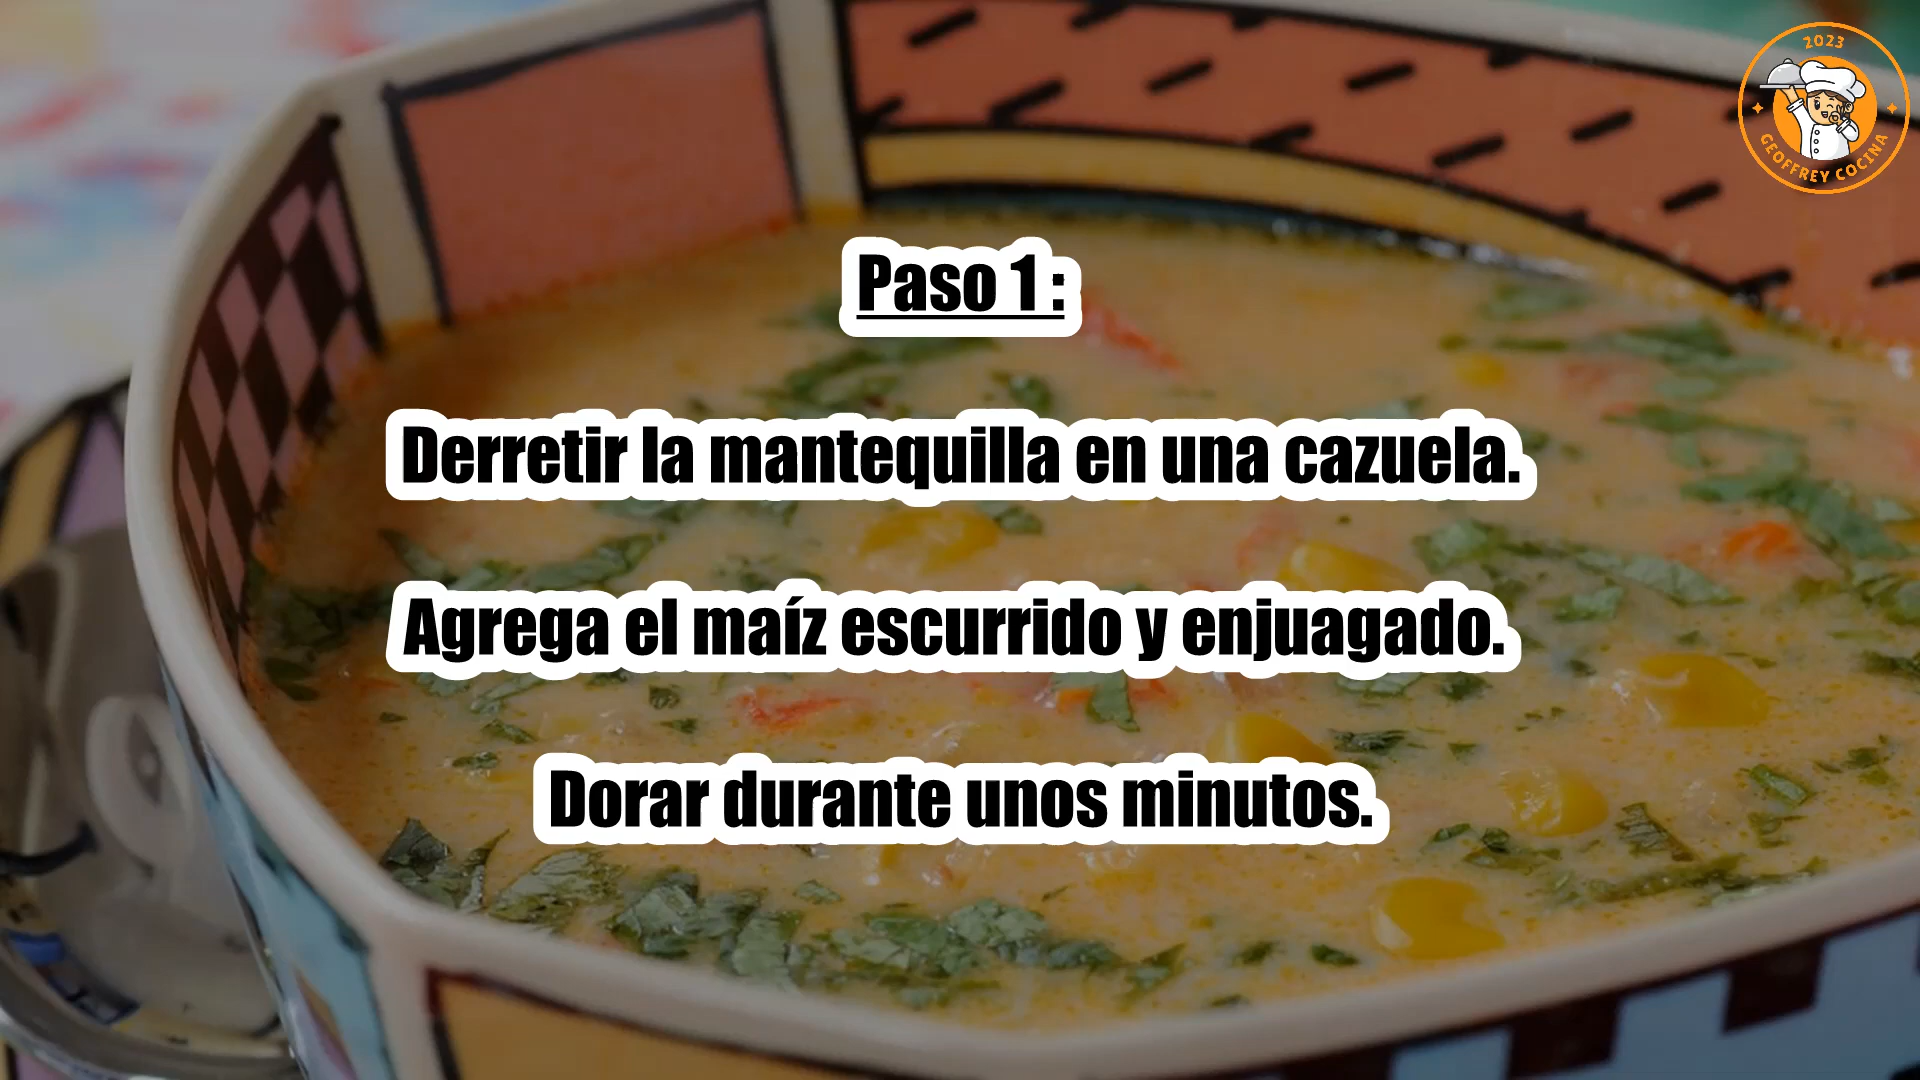 2023
GEOFFREY COCINA
Paso 1 :
Derretir la mantequilla en una cazuela.
Agrega el maíz escurrido y enjuagado.
Dorar durante unos minutos.